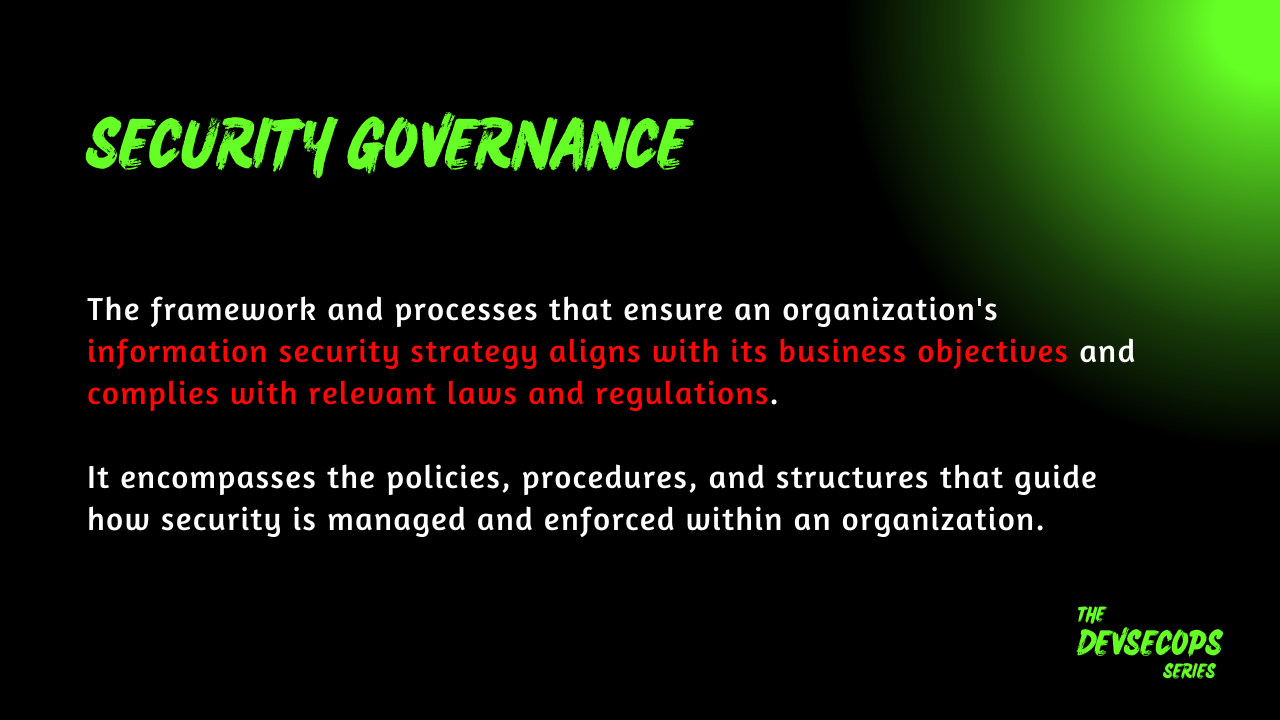 SECURITY GOVERNANCE
The framework and processes that ensure an organization's
information security strategy aligns with its business objectives and
complies with relevant laws and regulations.
It encompasses the policies, procedures, and structures that guide
how security is managed and enforced within an organization.
THE
DEVSECOPS
SERIES